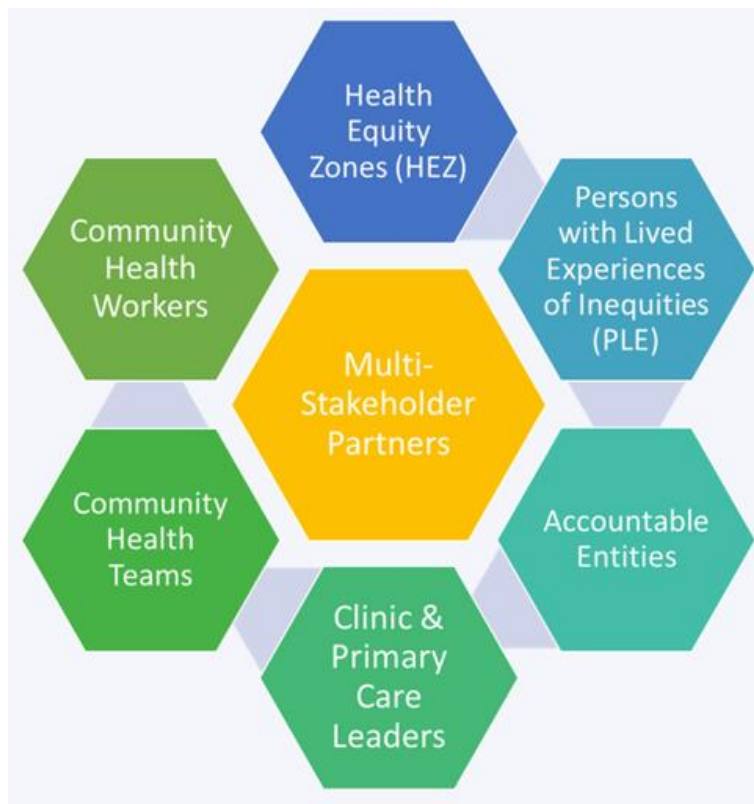 Health
Equity
Zones (HEZ)
Persons
with Lived
Experiences
of Inequities
(PLE)
Accountable
Entities
Clinic &
Primary
Care
Leaders
Community
Health
Teams
Community
Health
Workers
Multi-
Stakeholder
Partners